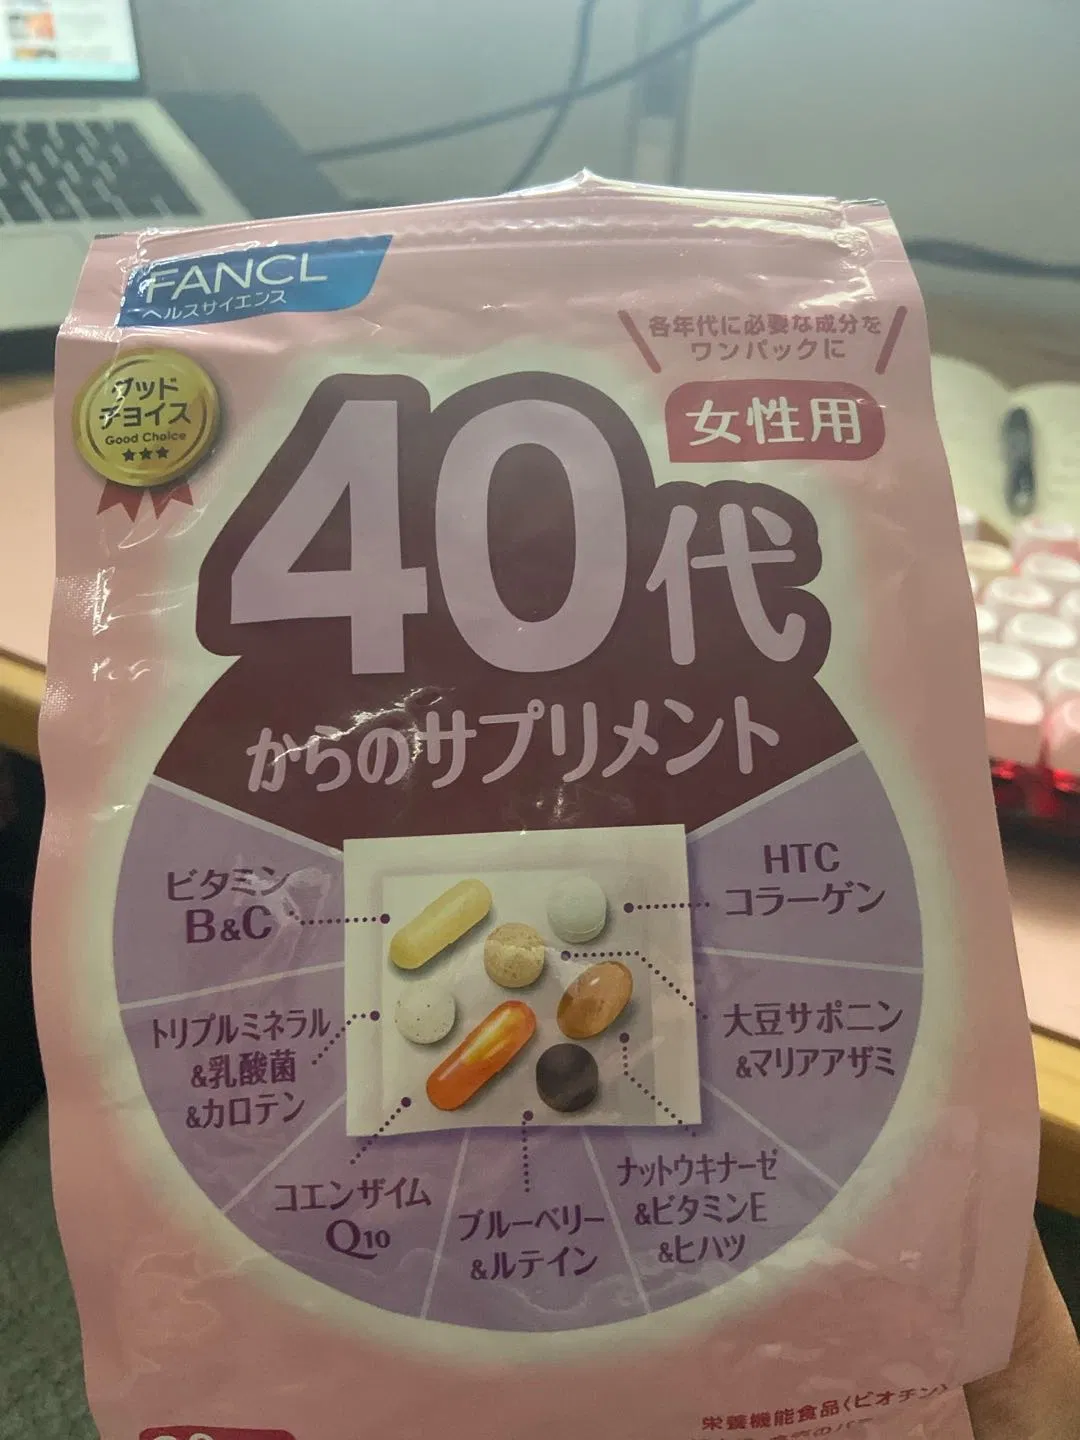 FANCL
ヘルスサイエンス
各年代に必要な成分を
ワンパックに
グッド
チョイス
Good Choice
女性用
40代
からのサプリメント
ビタミン
B&C
HTC
コラーゲン
トリプルミネラル
&乳酸菌
&カロテン
大豆サポニン
&マリアアザミ
コエンザイム
Q10
ブルーベリー
&ルテイン
ナットウキナーゼ
&ビタミンE
&ヒハツ
栄養機能食品(ビオチン)